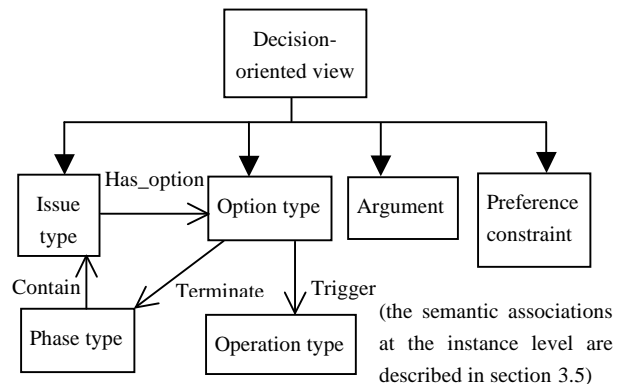 Decision-
oriented view
Has_option
Issue
type
Option type
Argument
Preference
constraint
Contain
Terminate
Trigger
Phase type
Operation type
(the semantic associations
at the instance level are
described in section 3.5)